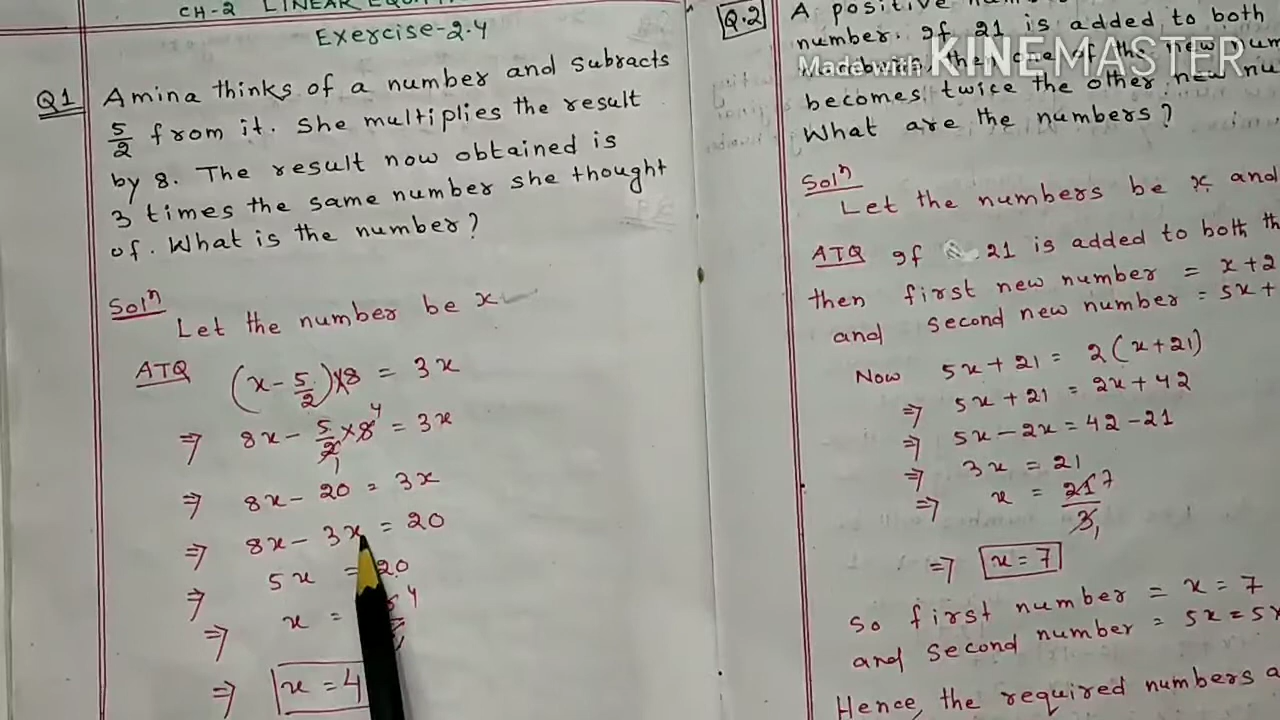 CH-2 LINEAR
Exercise-2.4
Q1 Amina thinks of a number and subracts
5/2 from it. She multiplies the result
by 8. The result now obtained is
3 times the same number she thought
of. What is the number?
Soln
Let the number be x
ATQ (x - 5/2)×8 = 3x
⇒ 8x - 5/2 × 8 4 = 3x
1
⇒ 8x - 20 = 3x
⇒ 8x - 3x = 20
⇒ 5x = 20
⇒ x = 4
⇒ x = 4
Q.2 A positive
number. If 21 is added to both
Made with KINEMASTER
becomes twice the other new
What are the numbers?
Soln
Let the numbers be x and
ATQ If 21 is added to both
then first new number = x+2
and second new number = 5x +
Now 5x + 21 = 2(x+21)
⇒ 5x + 21 = 2x + 42
⇒ 5x - 2x = 42 - 21
⇒ 3x = 21
⇒ x = 21/3 7
1
⇒ x = 7
So first number = x = 7
and second number = 5x = 5
Hence, the required numbers